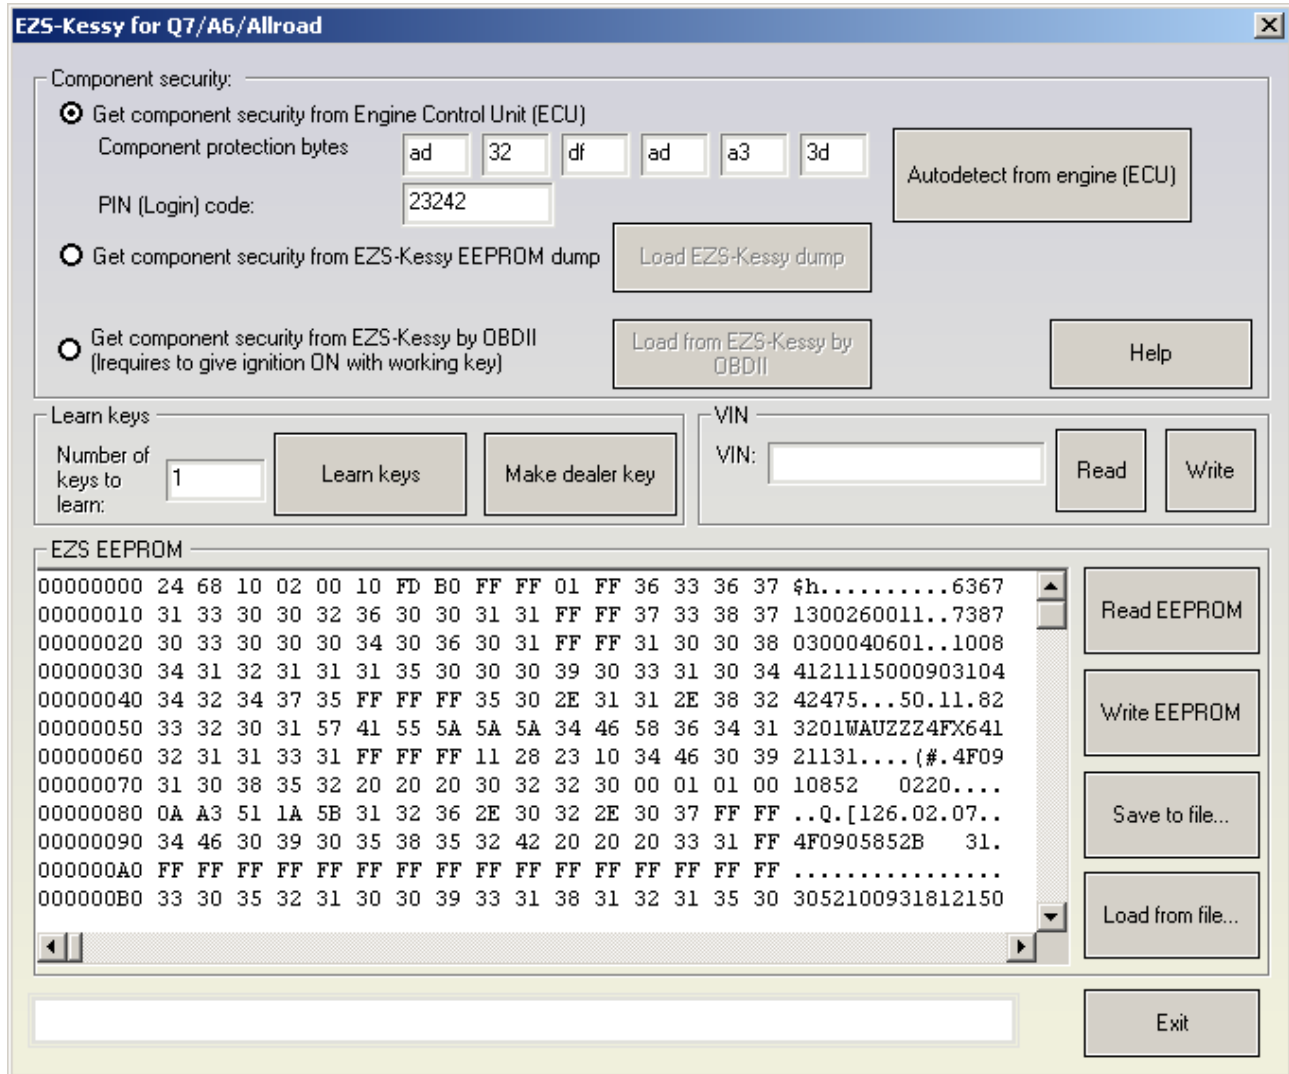 EZS-Kessy for Q7/A6/Allroad
Component security:
Get component security from Engine Control Unit (ECU)
Component protection bytes
ad 32 df ad a3 3d
Autodetect from engine (ECU)
PIN (Login) code:
23242
Get component security from EZS-Kessy EEPROM dump
Load EZS-Kessy dump
Get component security from EZS-Kessy by OBDII
(Irequires to give ignition ON with working key)
Load from EZS-Kessy by
OBDII
Help
Learn keys
Number of
keys to
learn:
1
Learn keys
Make dealer key
VIN
VIN:
Read
Write
EZS EEPROM
00000000 24 68 10 02 00 10 FD B0 FF FF 01 FF 36 33 36 37 $h..........6367
00000010 31 33 30 30 32 36 30 30 31 31 FF FF 37 33 38 37 1300260011..7387
00000020 30 33 30 30 30 34 30 36 30 31 FF FF 31 30 30 38 0300040601..1008
00000030 34 31 32 31 31 31 35 30 30 30 39 30 33 31 30 34 4121115000903104
00000040 34 32 34 37 35 FF FF FF 35 30 2E 31 31 2E 38 32 42475...50.11.82
00000050 33 32 30 31 57 41 55 5A 5A 5A 34 46 58 36 34 31 3201WAUZZZ4FX641
00000060 32 31 31 33 31 FF FF FF 11 28 23 10 34 46 30 39 21131....(#.4F09
00000070 31 30 38 35 32 20 20 20 30 32 32 30 00 01 01 00 10852   0220....
00000080 0A A3 51 1A 5B 31 32 36 2E 30 32 2E 30 37 FF FF ..Q.[126.02.07..
00000090 34 46 30 39 30 35 38 35 32 42 20 20 20 33 31 FF 4F0905852B   31.
000000A0 FF FF FF FF FF FF FF FF FF FF FF FF FF FF FF FF ................
000000B0 33 30 35 32 31 30 30 39 33 31 38 31 32 31 35 30 3052100931812150
Read EEPROM
Write EEPROM
Save to file...
Load from file...
Exit